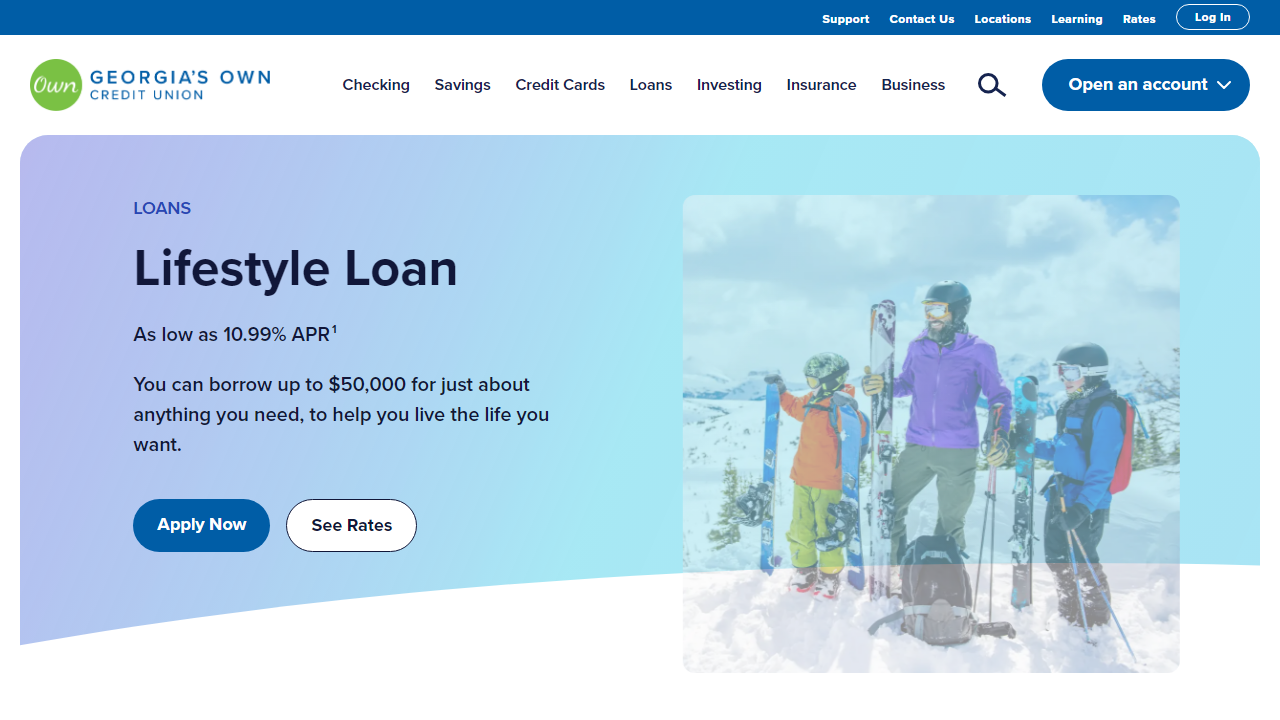 Support Contact Us Locations Learning Rates Log In
Own GEORGIA'S OWN
CREDIT UNION
Checking Savings Credit Cards Loans Investing Insurance Business Open an account
LOANS
Lifestyle Loan
As low as 10.99% APR¹
You can borrow up to $50,000 for just about
anything you need, to help you live the life you
want.
Apply Now See Rates